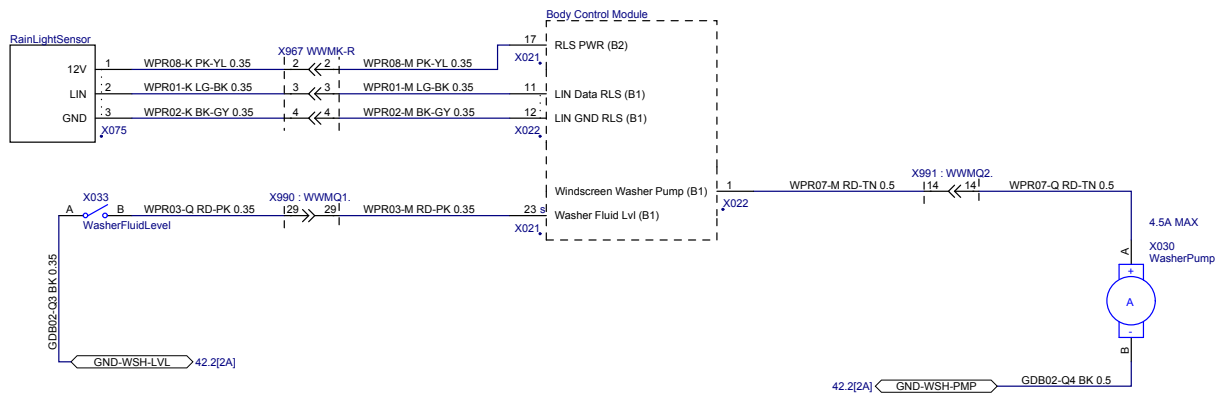 Body Control Module
RainLightSensor
12V
LIN
GND
1
2
3
X075
WPR08-K PK-YL 0.35
WPR01-K LG-BK 0.35
WPR02-K BK-GY 0.35
X967 WWMK-R
2 2
3 3
4 4
WPR08-M PK-YL 0.35
WPR01-M LG-BK 0.35
WPR02-M BK-GY 0.35
17
X021
11
12
X022
RLS PWR (B2)
LIN Data RLS (B1)
LIN GND RLS (B1)
Windscreen Washer Pump (B1)
Washer Fluid Lvl (B1)
X033
A B
WasherFluidLevel
WPR03-Q RD-PK 0.35
X990 : WWMQ1.
29 29
WPR03-M RD-PK 0.35
23 s
X021
GDB02-Q3 BK 0.35
GND-WSH-LVL
42.2[2A]
1
X022
WPR07-M RD-TN 0.5
X991 : WWMQ2.
14 14
WPR07-Q RD-TN 0.5
4.5A MAX
X030
WasherPump
A
+
A
-
B
GDB02-Q4 BK 0.5
GND-WSH-PMP
42.2[2A]